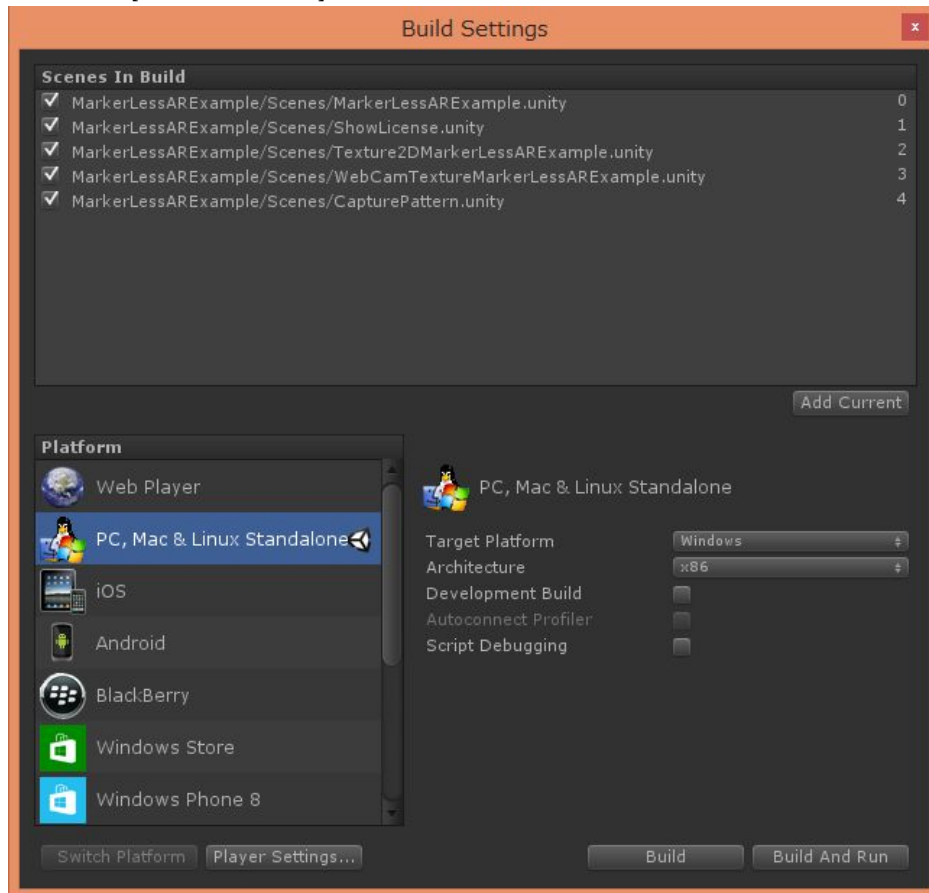 Build Settings
x
Scenes In Build
MarkerLessARExample/Scenes/MarkerLessARExample.unity 0
MarkerLessARExample/Scenes/ShowLicense.unity 1
MarkerLessARExample/Scenes/Texture2DMarkerLessARExample.unity 2
MarkerLessARExample/Scenes/WebCamTextureMarkerLessARExample.unity 3
MarkerLessARExample/Scenes/CapturePattern.unity 4
Add Current
Platform
Web Player
PC, Mac & Linux Standalone
iOS
Android
BlackBerry
Windows Store
Windows Phone 8
PC, Mac & Linux Standalone
Target Platform Windows
Architecture x86
Development Build
Autoconnect Profiler
Script Debugging
Switch Platform Player Settings... Build Build And Run